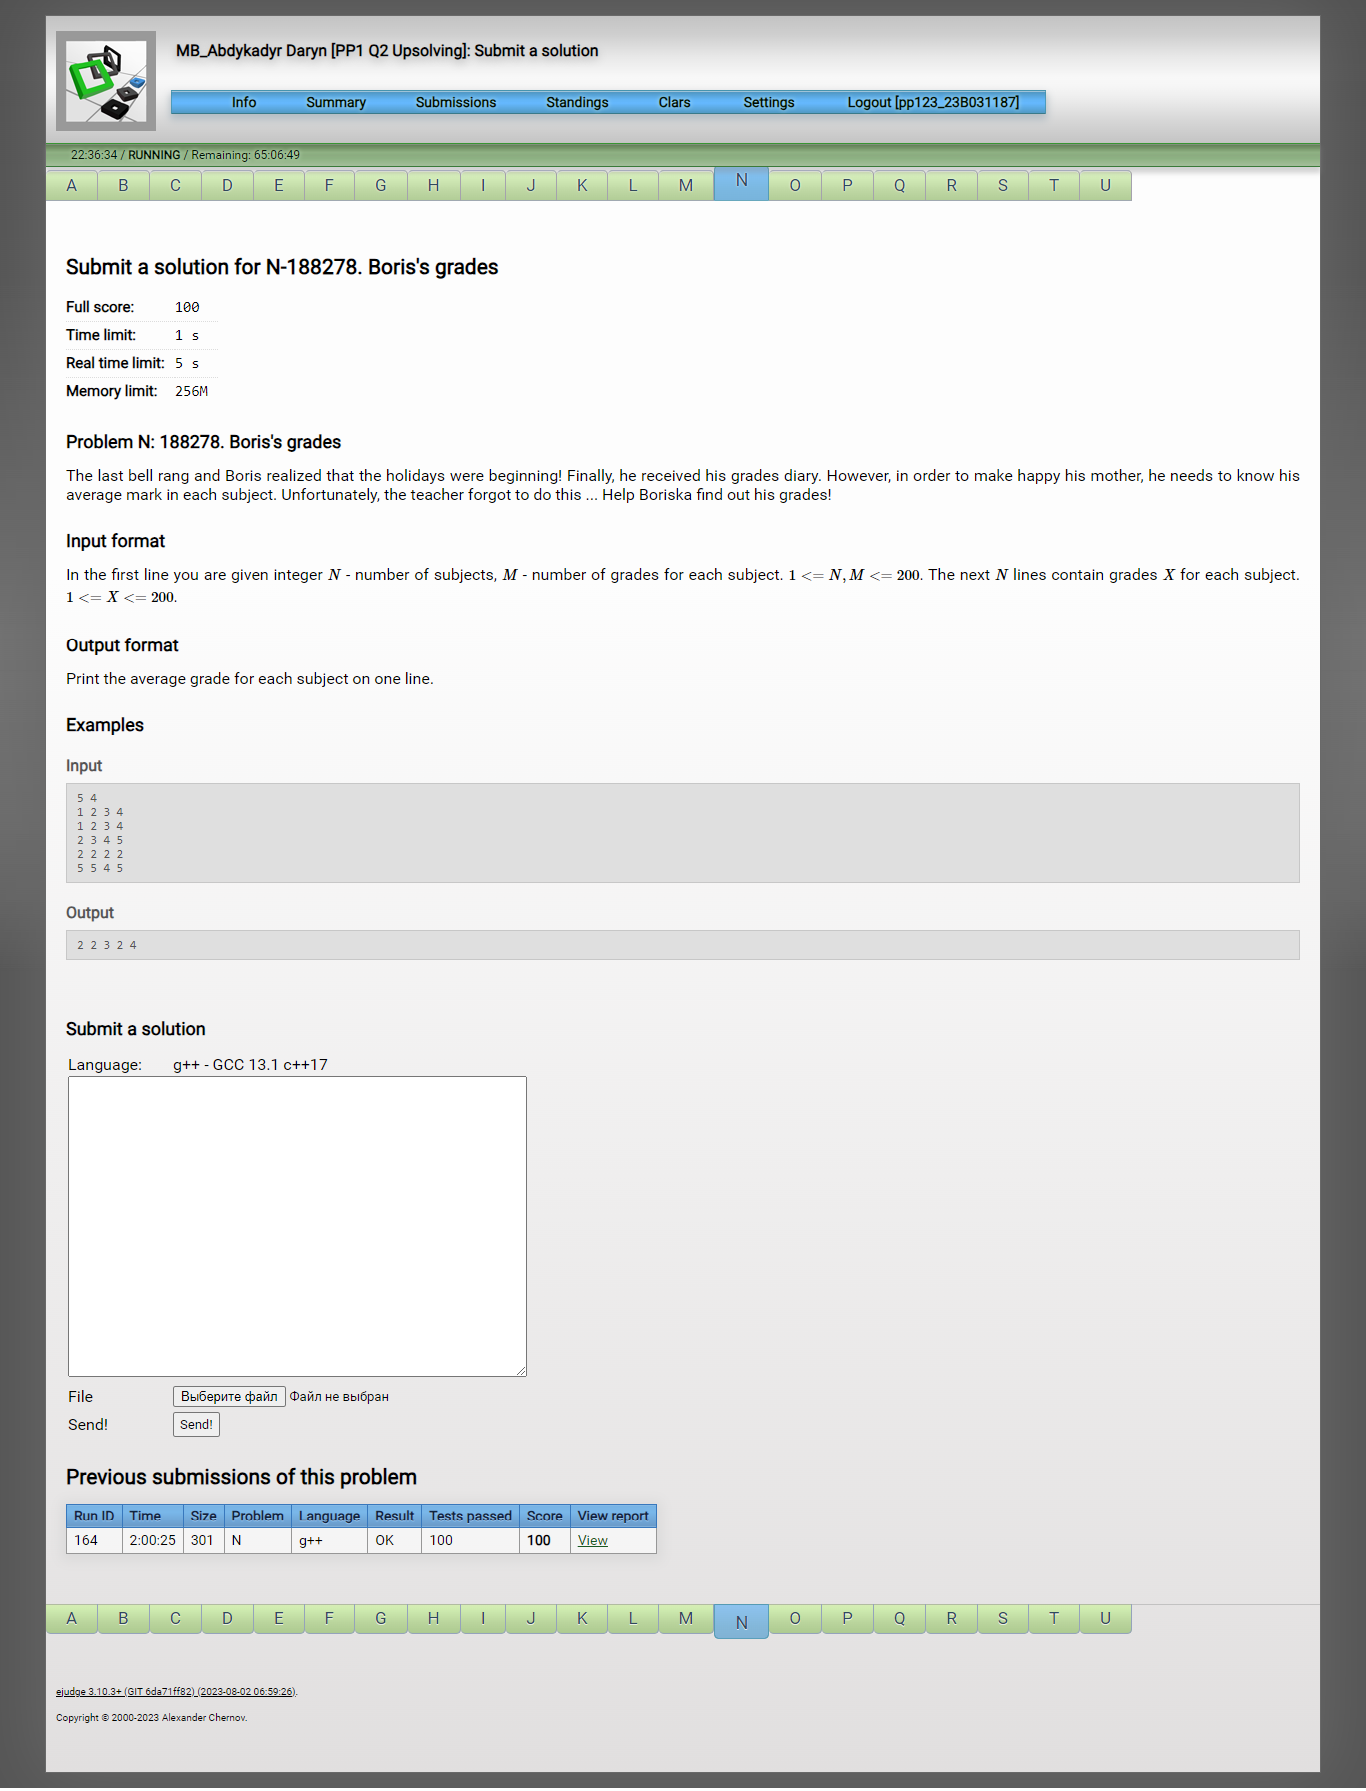 MB_Abdykadyr Daryn [PP1 Q2 Upsolving]: Submit a solution
Info Summary Submissions Standings Clars Settings Logout [pp123_23B031187]
22:36:34 / RUNNING / Remaining: 65:06:49
A B C D E F G H I J K L M N O P Q R S T U
Submit a solution for N-188278. Boris's grades
Full score: 100
Time limit: 1 s
Real time limit: 5 s
Memory limit: 256M
Problem N: 188278. Boris's grades
The last bell rang and Boris realized that the holidays were beginning! Finally, he received his grades diary. However, in order to make happy his mother, he needs to know his
average mark in each subject. Unfortunately, the teacher forgot to do this ... Help Boriska find out his grades!
Input format
In the first line you are given integer N - number of subjects, M - number of grades for each subject. 1 <= N, M <= 200. The next N lines contain grades X for each subject.
1 <= X <= 200.
Output format
Print the average grade for each subject on one line.
Examples
Input
5 4
1 2 3 4
1 2 3 4
2 3 4 5
2 2 2 2
5 5 4 5
Output
2 2 3 2 4
Submit a solution
Language: g++ - GCC 13.1 c++17
File Выберите файл Файл не выбран
Send! Send!
Previous submissions of this problem
Run ID Time Size Problem Language Result Tests passed Score View report
164 2:00:25 301 N g++ OK 100 100 View
A B C D E F G H I J K L M N O P Q R S T U
ejudge 3.10.3+ (GIT 6da71ff82) (2023-08-02 06:59:26).
Copyright © 2000-2023 Alexander Chernov.